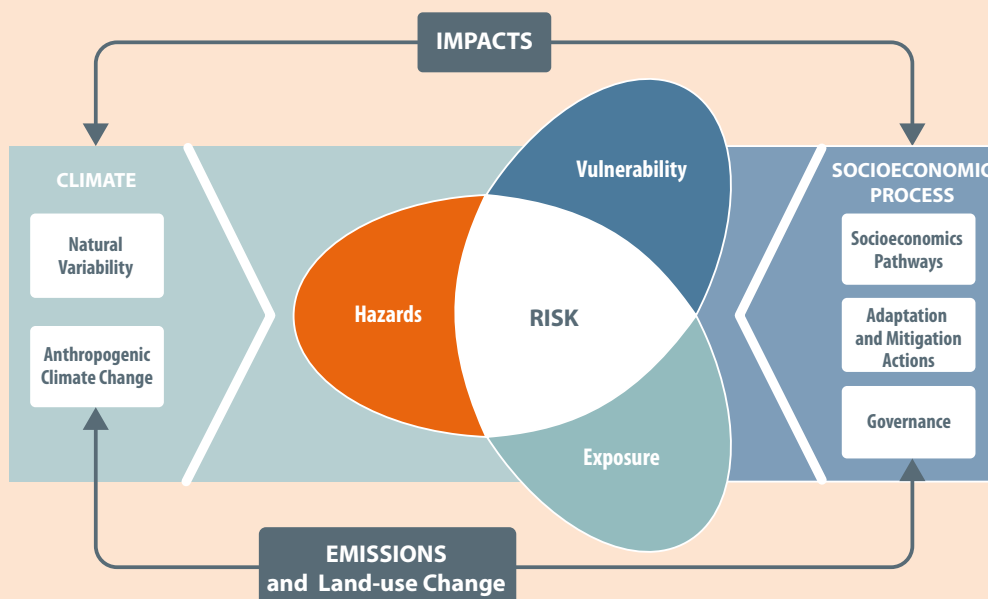 IMPACTS
CLIMATE
Natural
Variability
Anthropogenic
Climate Change
Hazards
RISK
Vulnerability
Exposure
SOCIOECONOMIC
PROCESS
Socioeconomics
Pathways
Adaptation
and Mitigation
Actions
Governance
EMISSIONS
and Land-use Change